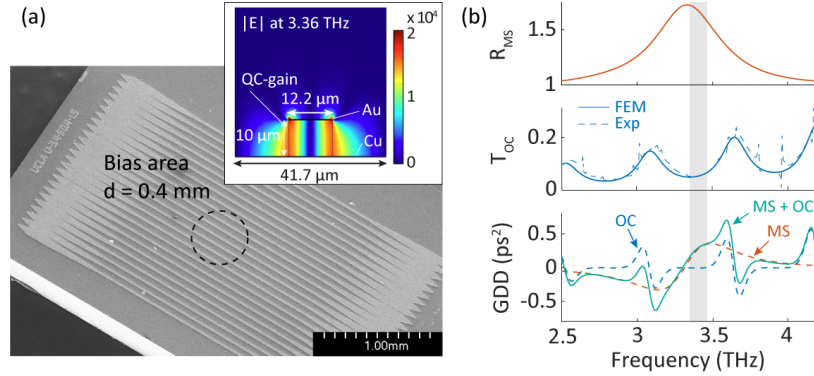 (a)
|E| at 3.36 THz
x 10⁴
2
1
0
QC-gain
12.2 μm
Au
10 μm
Cu
41.7 μm
Bias area
d = 0.4 mm
1.00mm
(b)
R_MS
1.5
1
T_OC
0.2
0
FEM
Exp
GDD (ps²)
0.5
0
-0.5
OC
MS + OC
MS
2.5
3
3.5
4
Frequency (THz)